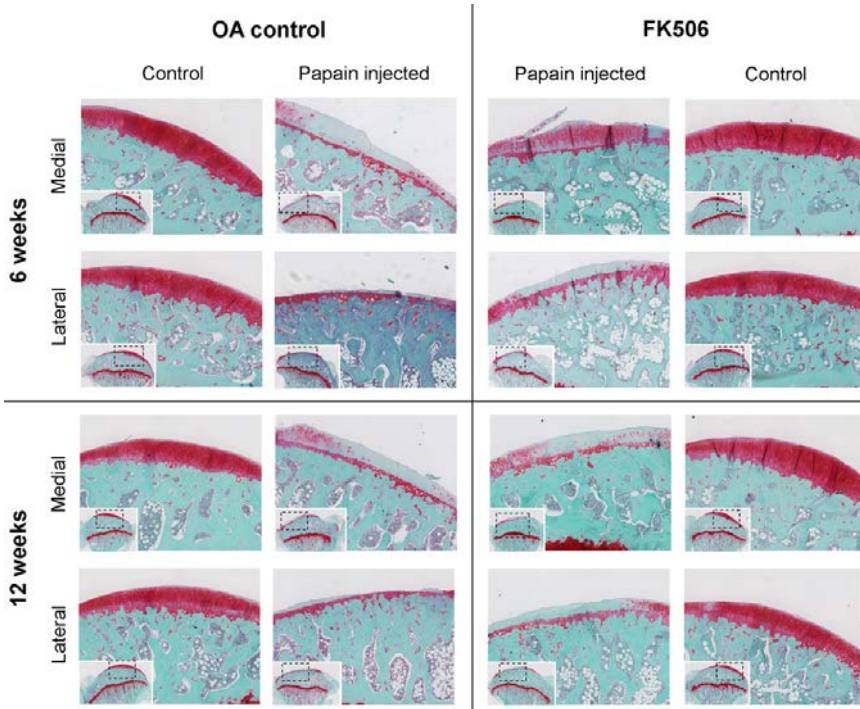 OA control
FK506
Control
Papain injected
Papain injected
Control
6 weeks
Medial
Lateral
12 weeks
Medial
Lateral